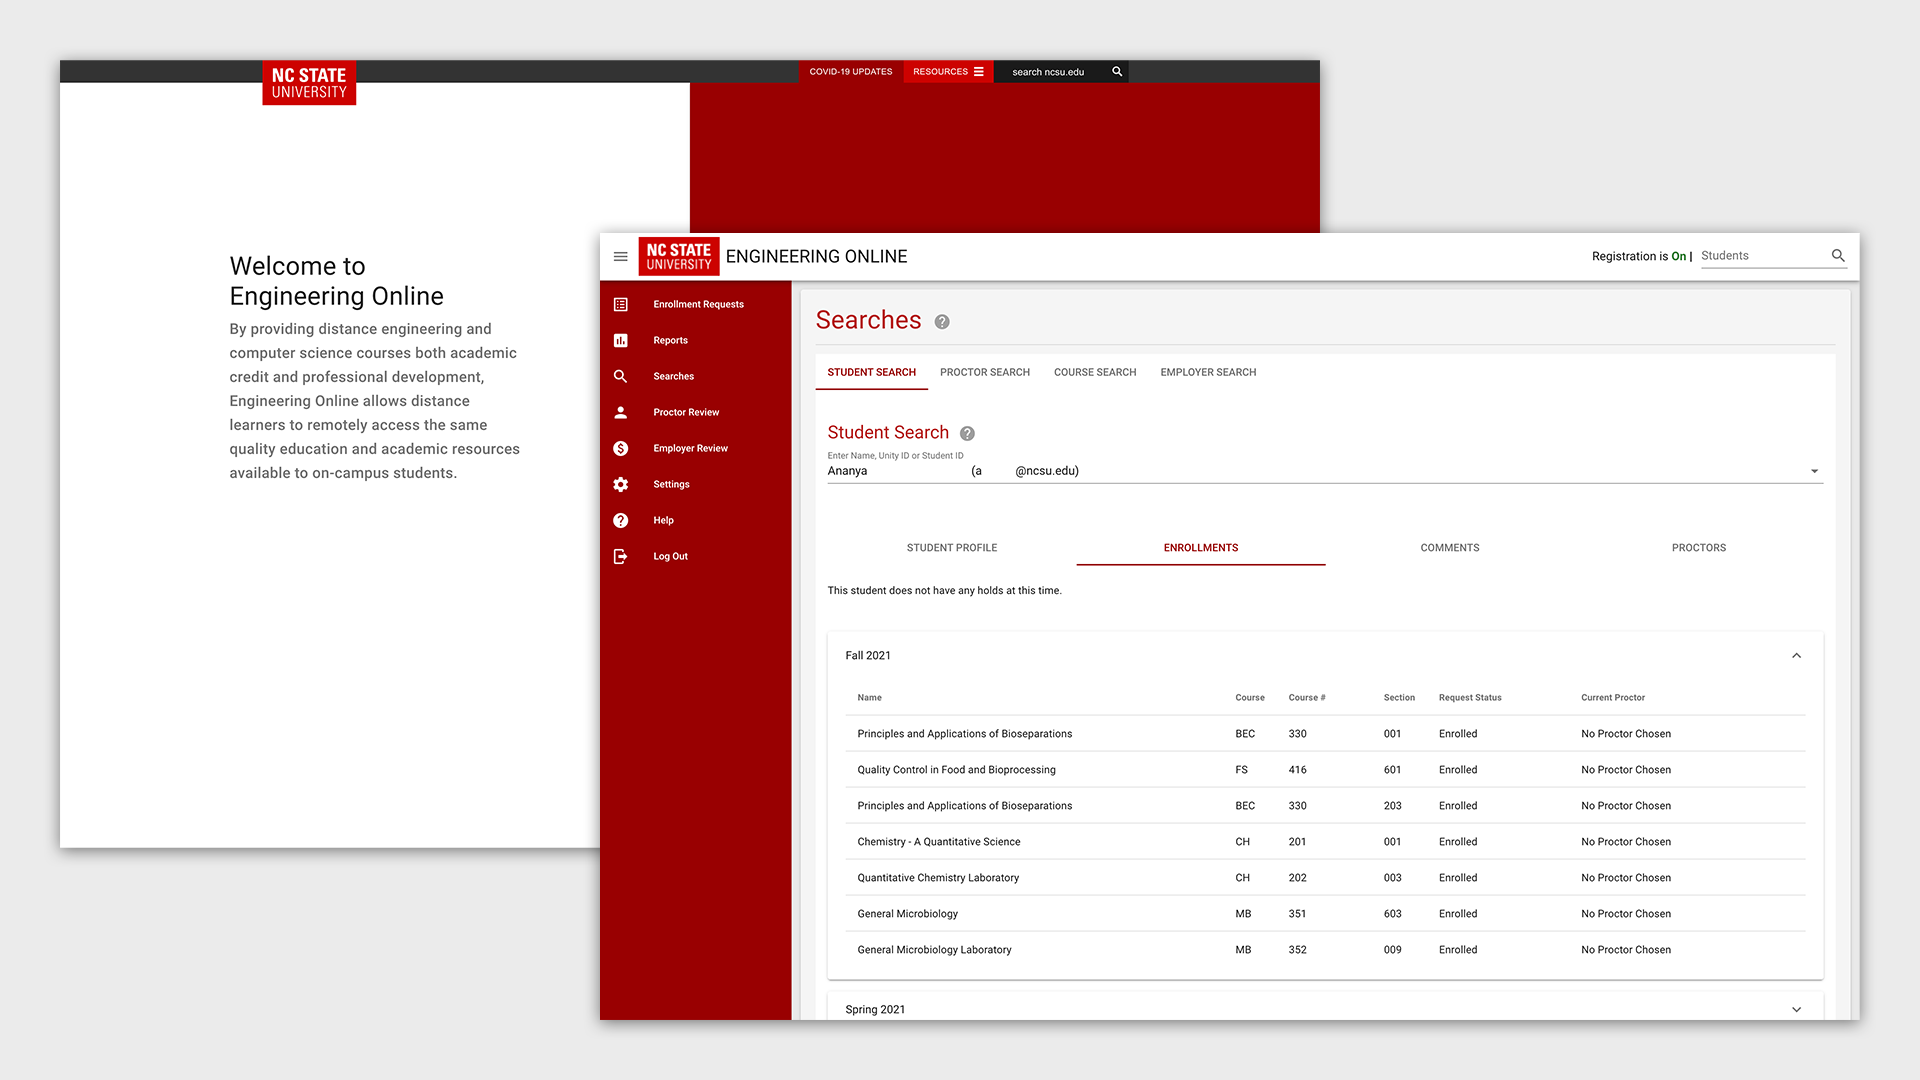 NC STATE
UNIVERSITY
COVID-19 UPDATES
RESOURCES
search ncsu.edu
Welcome to
Engineering Online
By providing distance engineering and
computer science courses both academic
credit and professional development,
Engineering Online allows distance
learners to remotely access the same
quality education and academic resources
available to on-campus students.
NC STATE
UNIVERSITY
ENGINEERING ONLINE
Registration is On |
Students
Enrollment Requests
Reports
Searches
Proctor Review
Employer Review
Settings
Help
Log Out
Searches ?
STUDENT SEARCH PROCTOR SEARCH COURSE SEARCH EMPLOYER SEARCH
Student Search ?
Enter Name, Unity ID or Student ID
Ananya (a @ncsu.edu)
STUDENT PROFILE ENROLLMENTS COMMENTS PROCTORS
This student does not have any holds at this time.
Fall 2021
Name Course Course # Section Request Status Current Proctor
Principles and Applications of Bioseparations BEC 330 001 Enrolled No Proctor Chosen
Quality Control in Food and Bioprocessing FS 416 601 Enrolled No Proctor Chosen
Principles and Applications of Bioseparations BEC 330 203 Enrolled No Proctor Chosen
Chemistry - A Quantitative Science CH 201 001 Enrolled No Proctor Chosen
Quantitative Chemistry Laboratory CH 202 003 Enrolled No Proctor Chosen
General Microbiology MB 351 603 Enrolled No Proctor Chosen
General Microbiology Laboratory MB 352 009 Enrolled No Proctor Chosen
Spring 2021